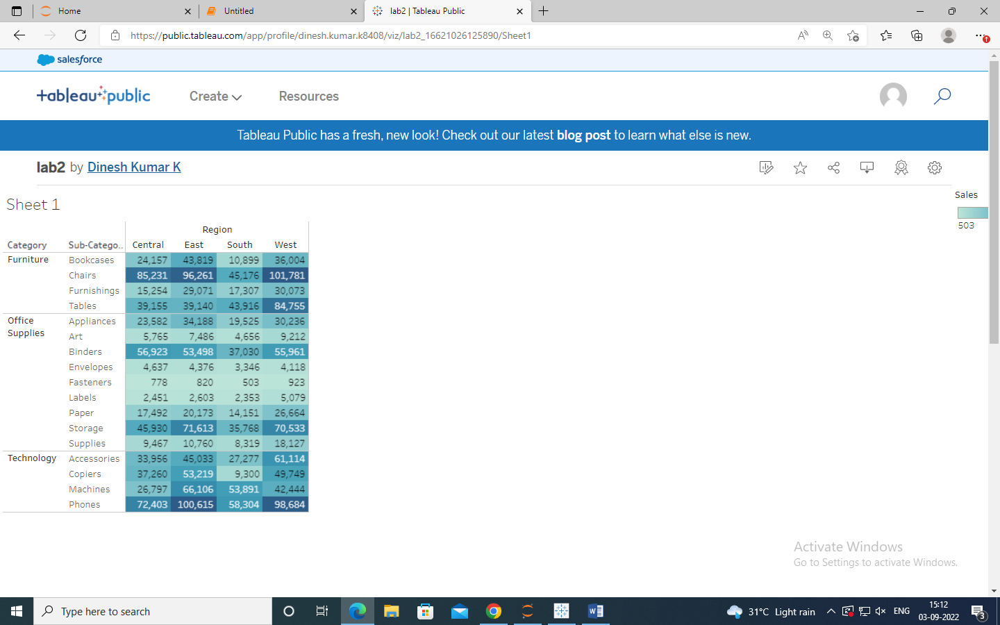 Home
Untitled
lab2 | Tableau Public
https://public.tableau.com/app/profile/dinesh.kumar.k8408/viz/lab2_16621026125890/Sheet1
salesforce
+ableau public
Create
Resources
Tableau Public has a fresh, new look! Check out our latest blog post to learn what else is new.
lab2 by Dinesh Kumar K
Sheet 1
Sales
503
Region
Category Sub-Catego.. Central East South West
Furniture Bookcases 24,157 43,819 10,899 36,004
Chairs 85,231 96,261 45,176 101,781
Furnishings 15,254 29,071 17,307 30,073
Tables 39,155 39,140 43,916 84,755
Office Supplies Appliances 23,582 34,188 19,525 30,236
Art 5,765 7,486 4,656 9,212
Binders 56,923 53,498 37,030 55,961
Envelopes 4,637 4,376 3,346 4,118
Fasteners 778 820 503 923
Labels 2,451 2,603 2,353 5,079
Paper 17,492 20,173 14,151 26,664
Storage 45,930 71,613 35,768 70,533
Supplies 9,467 10,760 8,319 18,127
Technology Accessories 33,956 45,033 27,277 61,114
Copiers 37,260 53,219 9,300 49,749
Machines 26,797 66,106 53,891 42,444
Phones 72,403 100,615 58,304 98,684
Activate Windows
Go to Settings to activate Windows.
Type here to search
31°C Light rain
ENG
15:12
03-09-2022
3